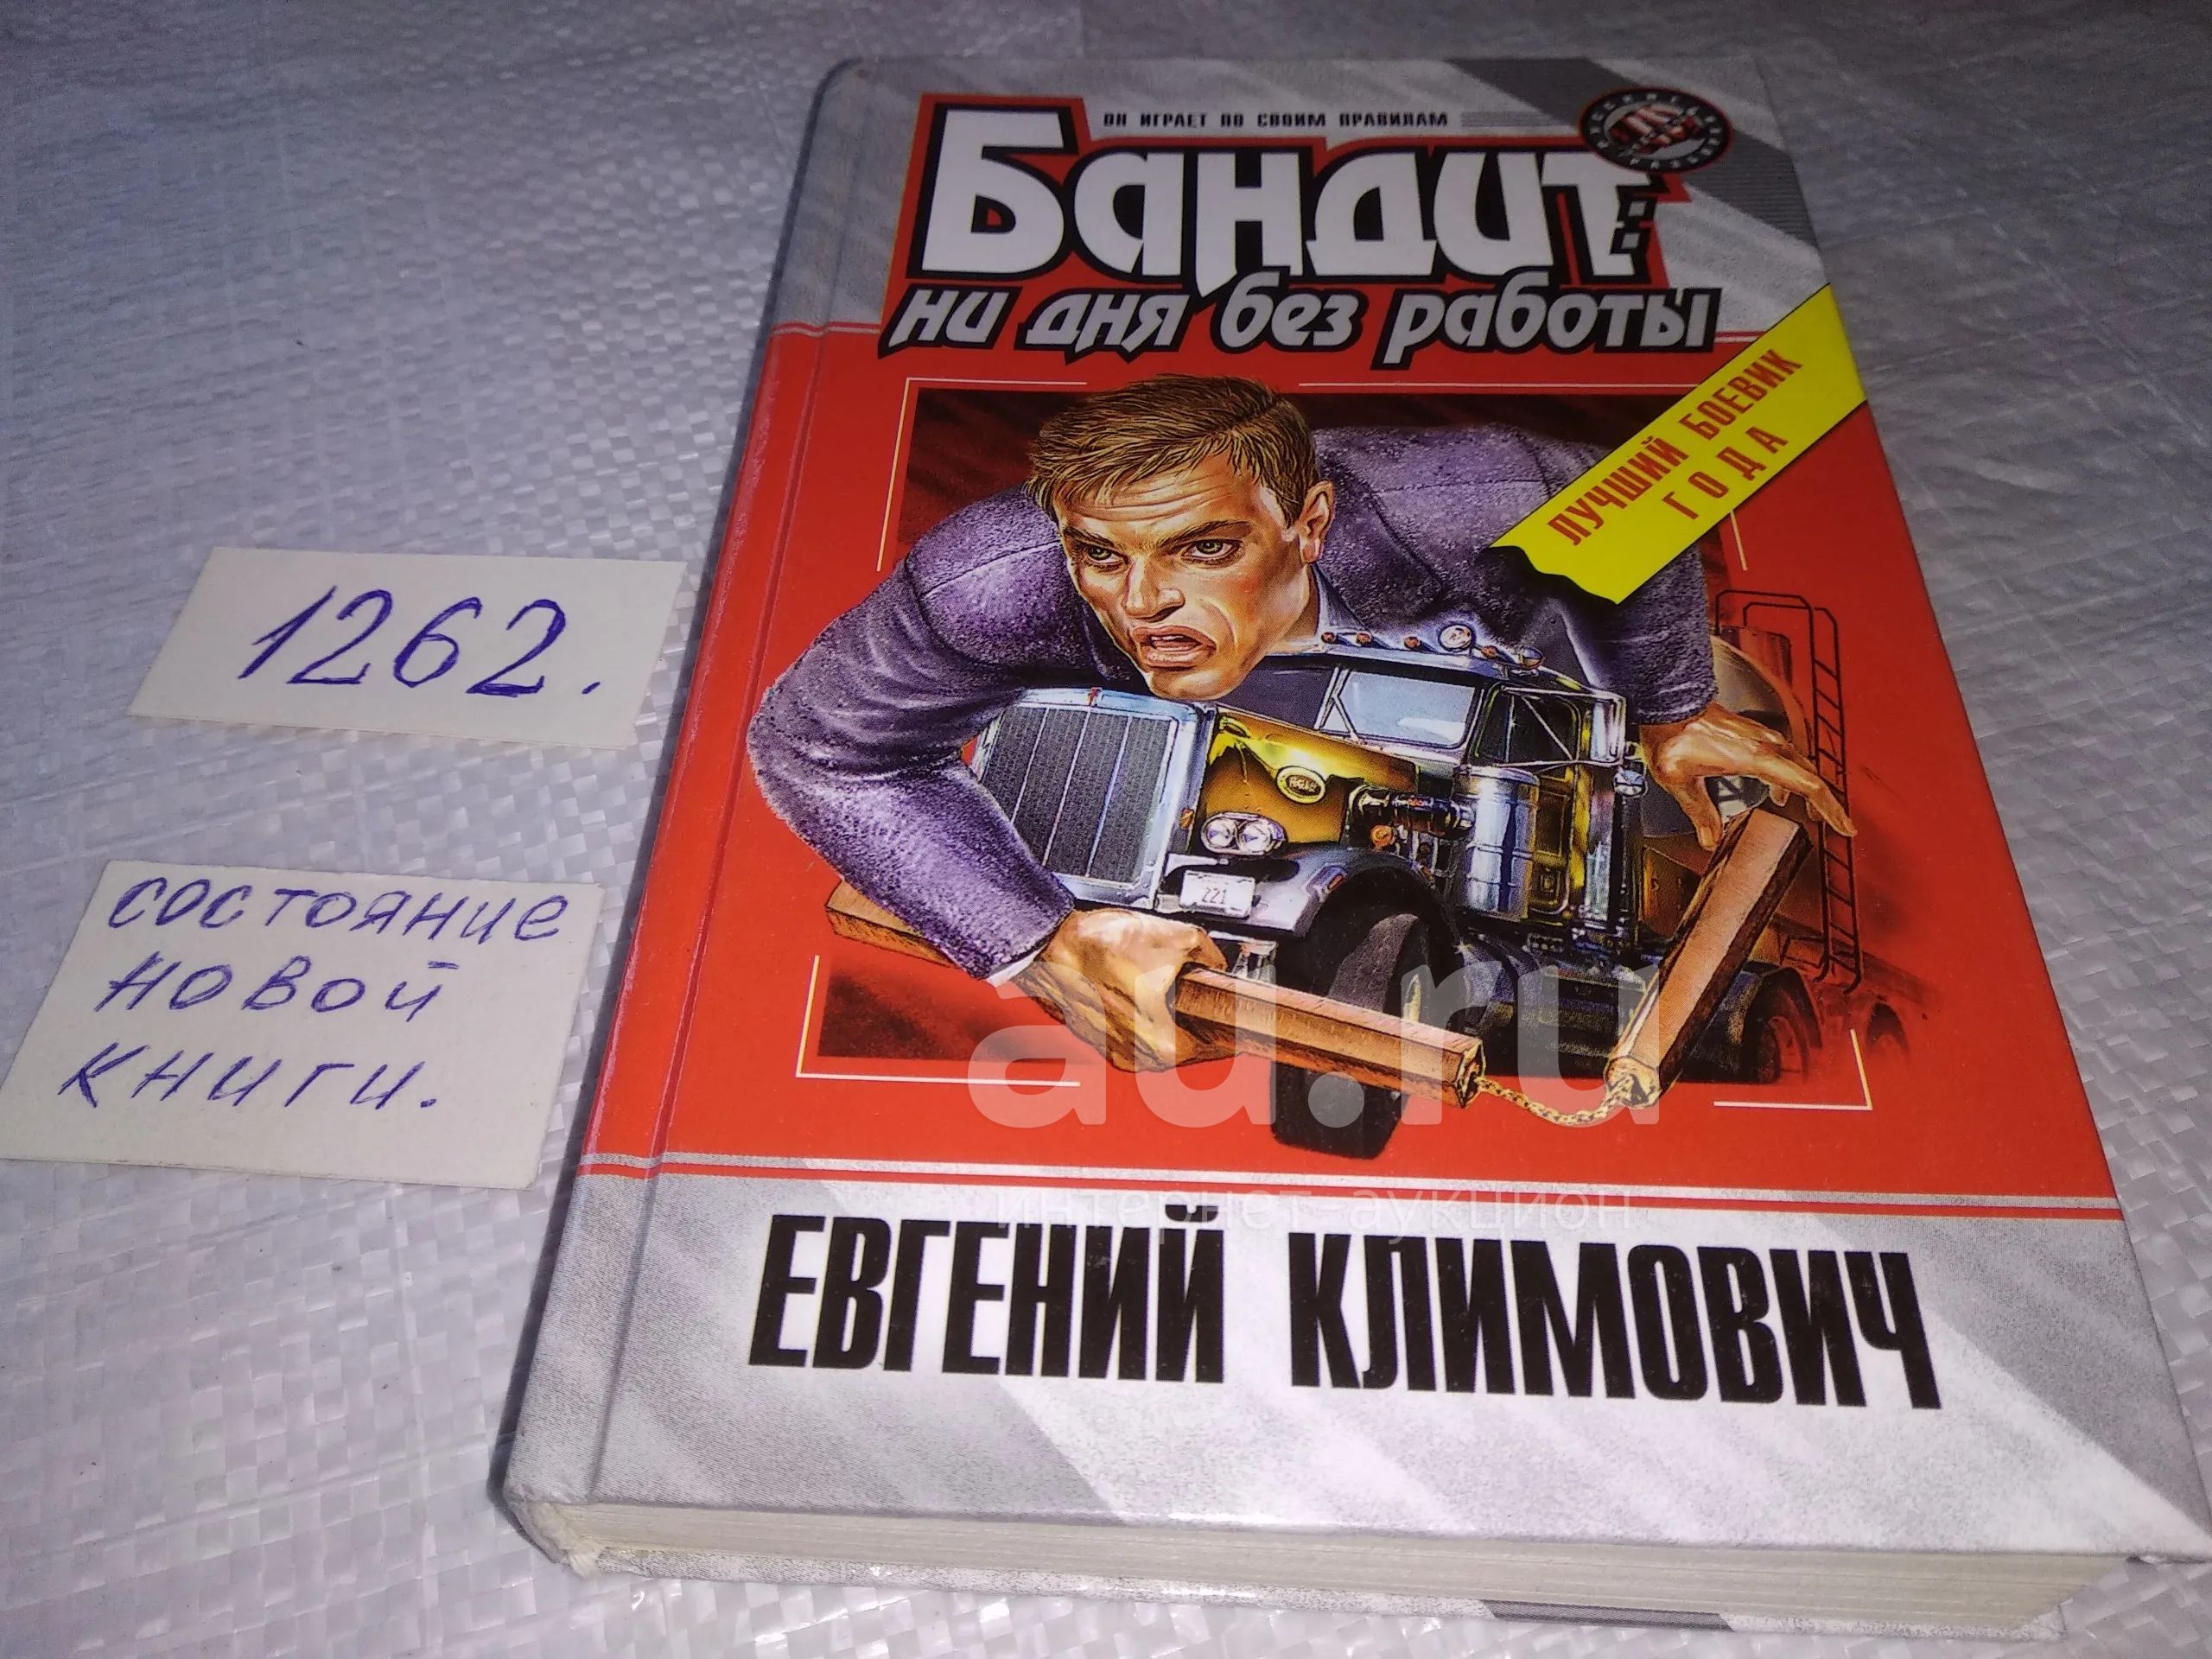 ОН ИГРАЕТ ПО СВОИМ ПРАВИЛАМ
Бандит:
ни дня без работы
ЛУЧШИЙ БОЕВИК
ГОДА
1262.
состояние
новой
книги.
221
au.ru
интернет-аукцион
ЕВГЕНИЙ КЛИМОВИЧ